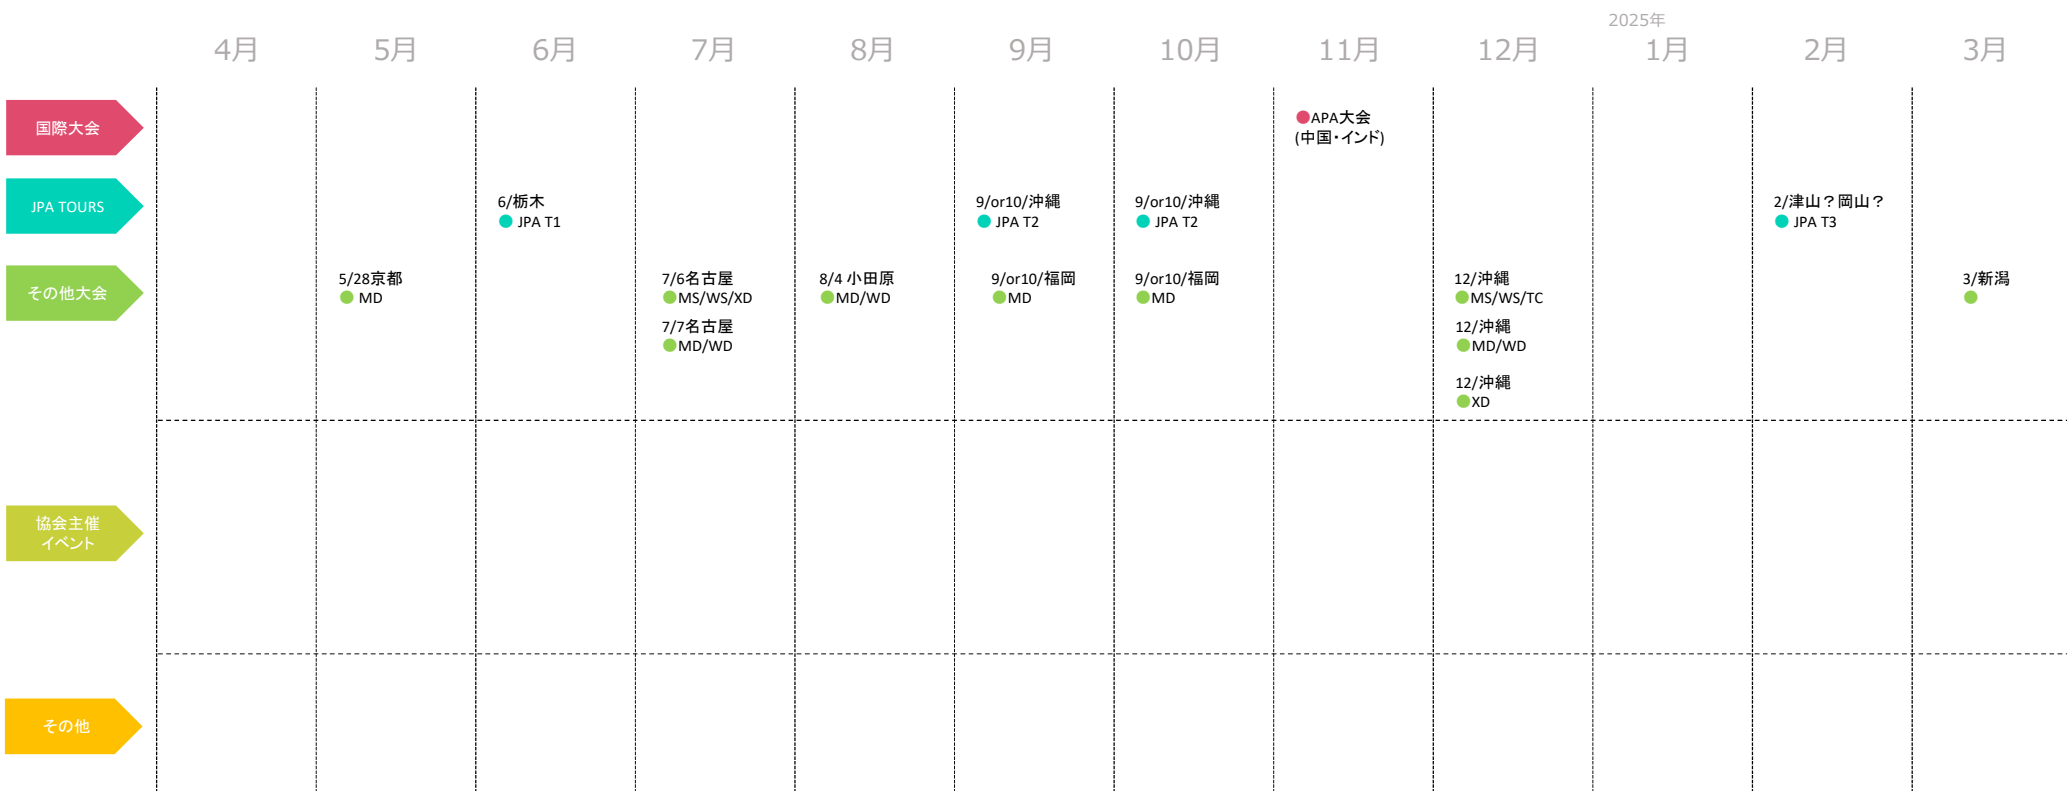 2025年
4月 5月 6月 7月 8月 9月 10月 11月 12月 1月 2月 3月
国際大会
●APA大会
(中国・インド)
JPA TOURS
6/栃木
● JPA T1
9/or10/沖縄
● JPA T2
9/or10/沖縄
● JPA T2
2/津山？岡山？
● JPA T3
その他大会
5/28京都
● MD
7/6名古屋
●MS/WS/XD
7/7名古屋
●MD/WD
8/4 小田原
●MD/WD
9/or10/福岡
●MD
9/or10/福岡
●MD
12/沖縄
●MS/WS/TC
12/沖縄
●MD/WD
12/沖縄
●XD
3/新潟
●
協会主催
イベント
その他